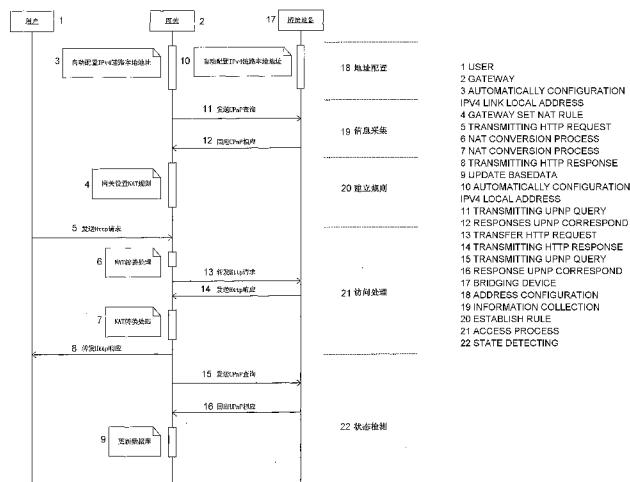 用户 1
网关 2
17 桥接设备
3 自动配置IPv4链路本地地址
10 自动配置IPv4链路本地地址
18 地址配置
11 发送UPnP查询
12 回应UPnP响应
19 信息采集
4 网关设置NAT规则
20 建立规则
5 发送Http请求
6 NAT转换处理
13 转发Http请求
14 发送Http响应
21 访问处理
7 NAT转换处理
8 转发Http响应
15 发送UPnP查询
16 回应UPnP响应
9 更新数据库
22 状态检测
1 USER
2 GATEWAY
3 AUTOMATICALLY CONFIGURATION
IPV4 LINK LOCAL ADDRESS
4 GATEWAY SET NAT RULE
5 TRANSMITTING HTTP REQUEST
6 NAT CONVERSION PROCESS
7 NAT CONVERSION PROCESS
8 TRANSMITTING HTTP RESPONSE
9 UPDATE BASEDATA
10 AUTOMATICALLY CONFIGURATION
IPV4 LOCAL ADDRESS
11 TRANSMITTING UPNP QUERY
12 RESPONSES UPNP CORRESPOND
13 TRANSFER HTTP REQUEST
14 TRANSMITTING HTTP RESPONSE
15 TRANSMITTING UPNP QUERY
16 RESPONSE UPNP CORRESPOND
17 BRIDGING DEVICE
18 ADDRESS CONFIGURATION
19 INFORMATION COLLECTION
20 ESTABLISH RULE
21 ACCESS PROCESS
22 STATE DETECTING